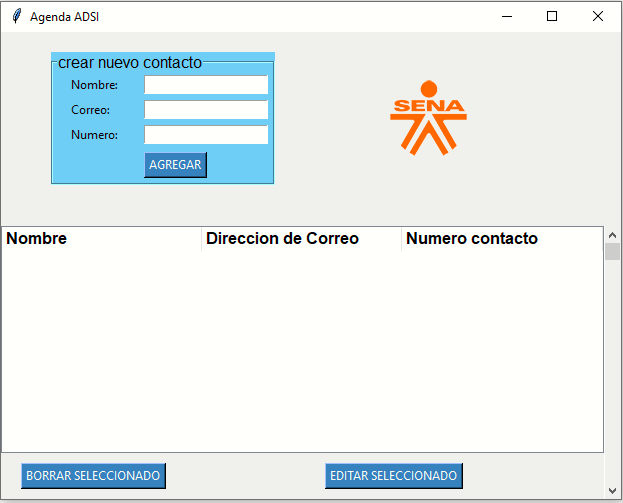 Agenda ADSI
crear nuevo contacto
Nombre:
Correo:
Numero:
AGREGAR
SENA
Nombre Direccion de Correo Numero contacto
BORRAR SELECCIONADO EDITAR SELECCIONADO